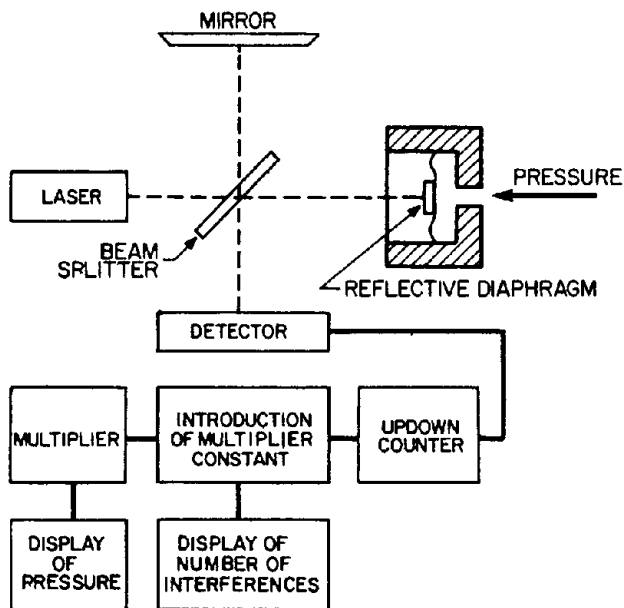 MIRROR
LASER
PRESSURE
BEAM
SPLITTER
REFLECTIVE DIAPHRAGM
DETECTOR
MULTIPLIER
INTRODUCTION
OF MULTIPLIER
CONSTANT
UPDOWN
COUNTER
DISPLAY
OF
PRESSURE
DISPLAY OF
NUMBER OF
INTERFERENCES